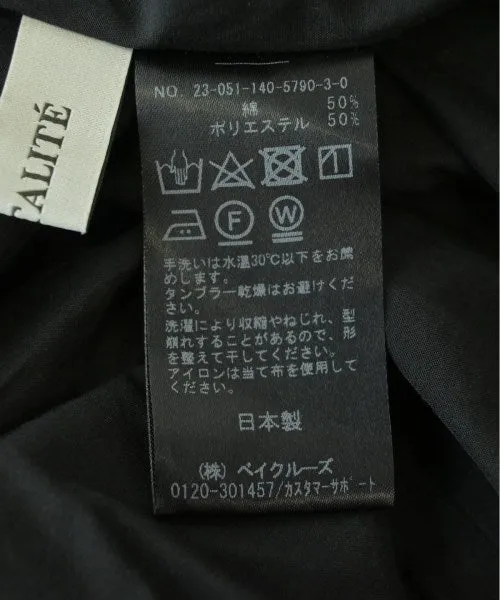 TALITÉ
NO. 23-051-140-5790-3-0
綿 50%
ポリエステル 50%
F W
手洗いは水温30℃以下をお薦
めします。
タンブラー乾燥はお避けくだ
さい。
洗濯により収縮やねじれ、型
崩れすることがあるので、形
を整えて干してください。
アイロンは当て布を使用して
ください。
日本製
(株) ベイクルーズ
0120-301457/カスタマーサポート